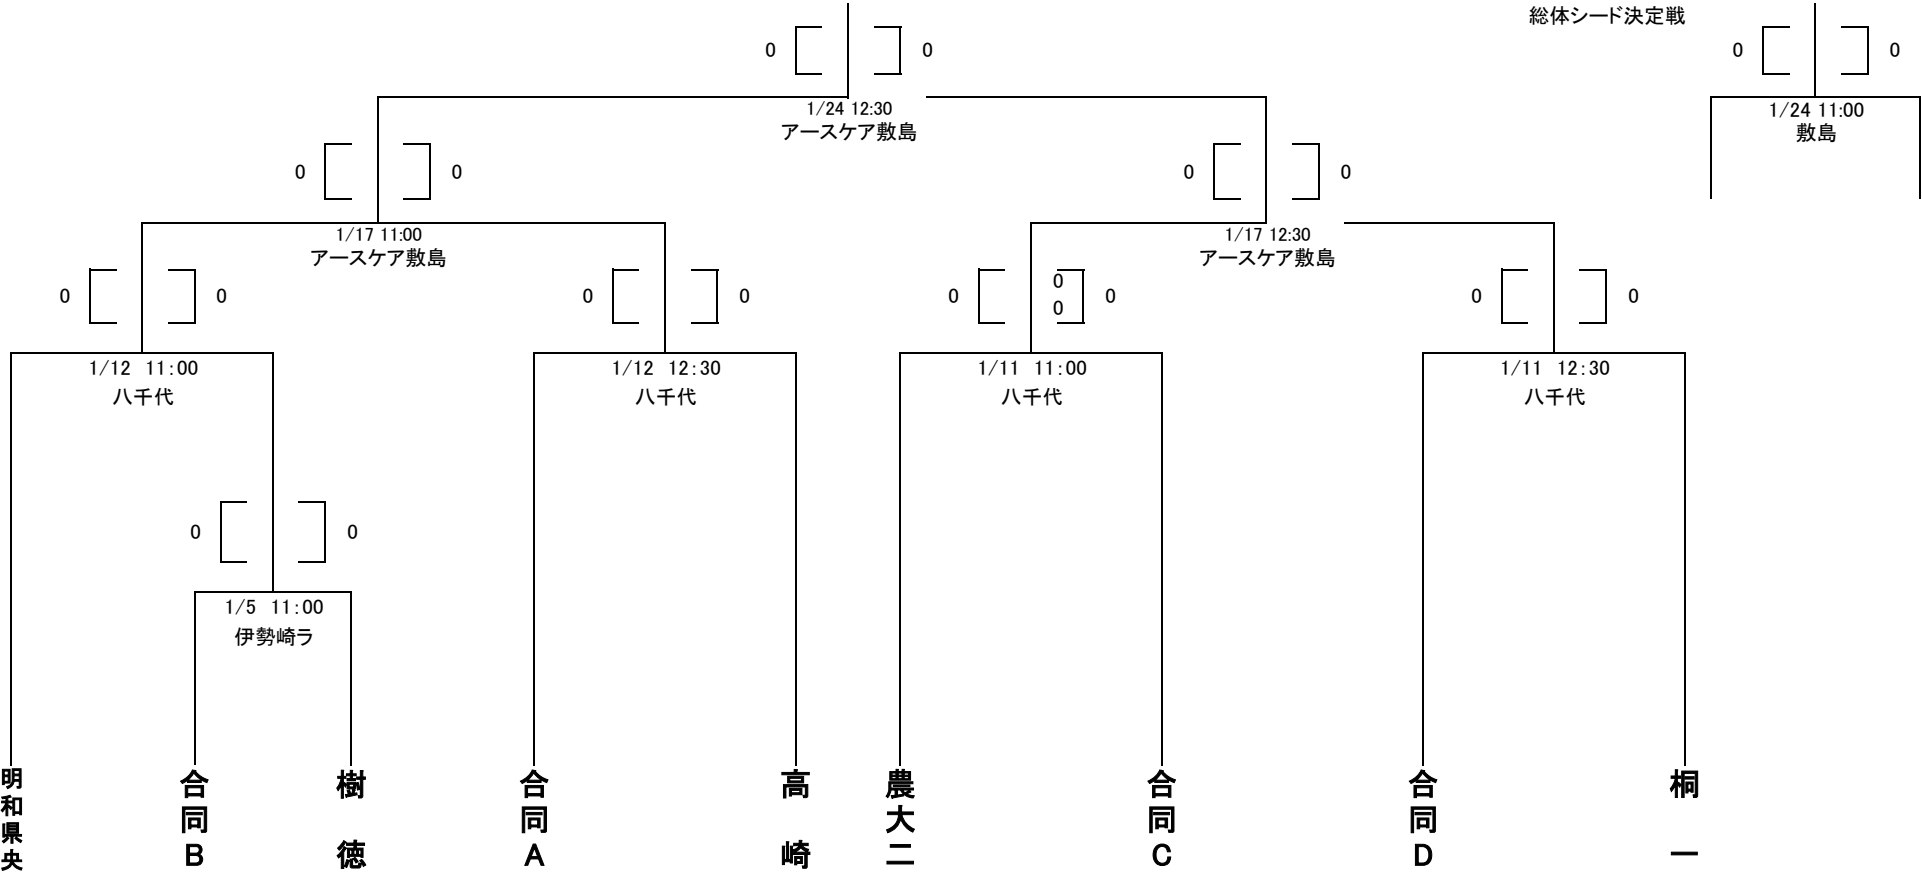 総体シード決定戦
0 0
0 0
1/24 12:30
アースケア敷島
1/24 11:00
敷島
0 0
0 0
1/17 11:00
アースケア敷島
1/17 12:30
アースケア敷島
0 0
0 0
0 0 0 0
0 0
1/12 11:00
八千代
1/12 12:30
八千代
1/11 11:00
八千代
1/11 12:30
八千代
0 0
1/5 11:00
伊勢崎ラ
明和県央
合同B
樹徳
合同A
高崎
農大二
合同C
合同D
桐一